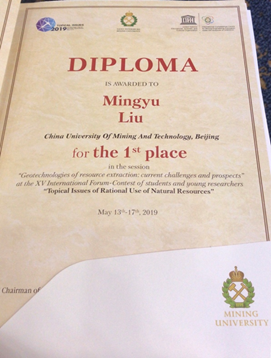 2019
DIPLOMA
IS AWARDED TO
Mingyu
Liu
China University Of Mining And Technology, Beijing
for the 1st place
in the session
"Geotechnologies of resource extraction: current challenges and prospects"
at the XV International Forum-Contest of students and young researchers
"Topical Issues of Rational Use of Natural Resources"
May 13th-17th, 2019
Chairman of
MINING
UNIVERSITY